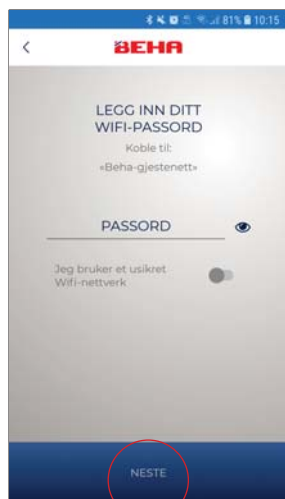 81% 10:15
BEHA
LEGG INN DITT
WIFI-PASSORD
Koble til:
«Beha-gjestenett»
PASSORD
Jeg bruker et usikret
Wifi-nettverk
NESTE